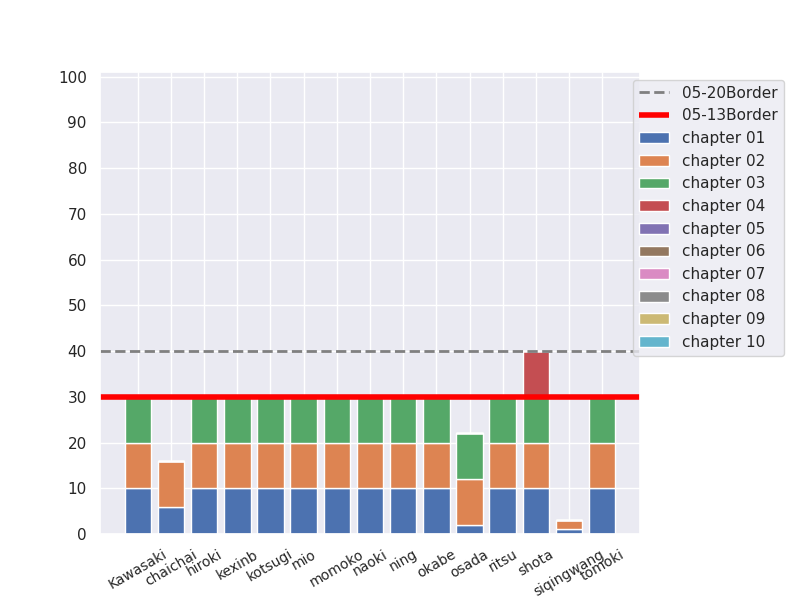 100
90
80
70
60
50
40
30
20
10
0
05-20Border
05-13Border
chapter 01
chapter 02
chapter 03
chapter 04
chapter 05
chapter 06
chapter 07
chapter 08
chapter 09
chapter 10
Kawasaki
chaichai
hiroki
kexinb
kotsugi
mio
momoko
naoki
ning
okabe
osada
ritsu
shota
siqingwang
tomoki